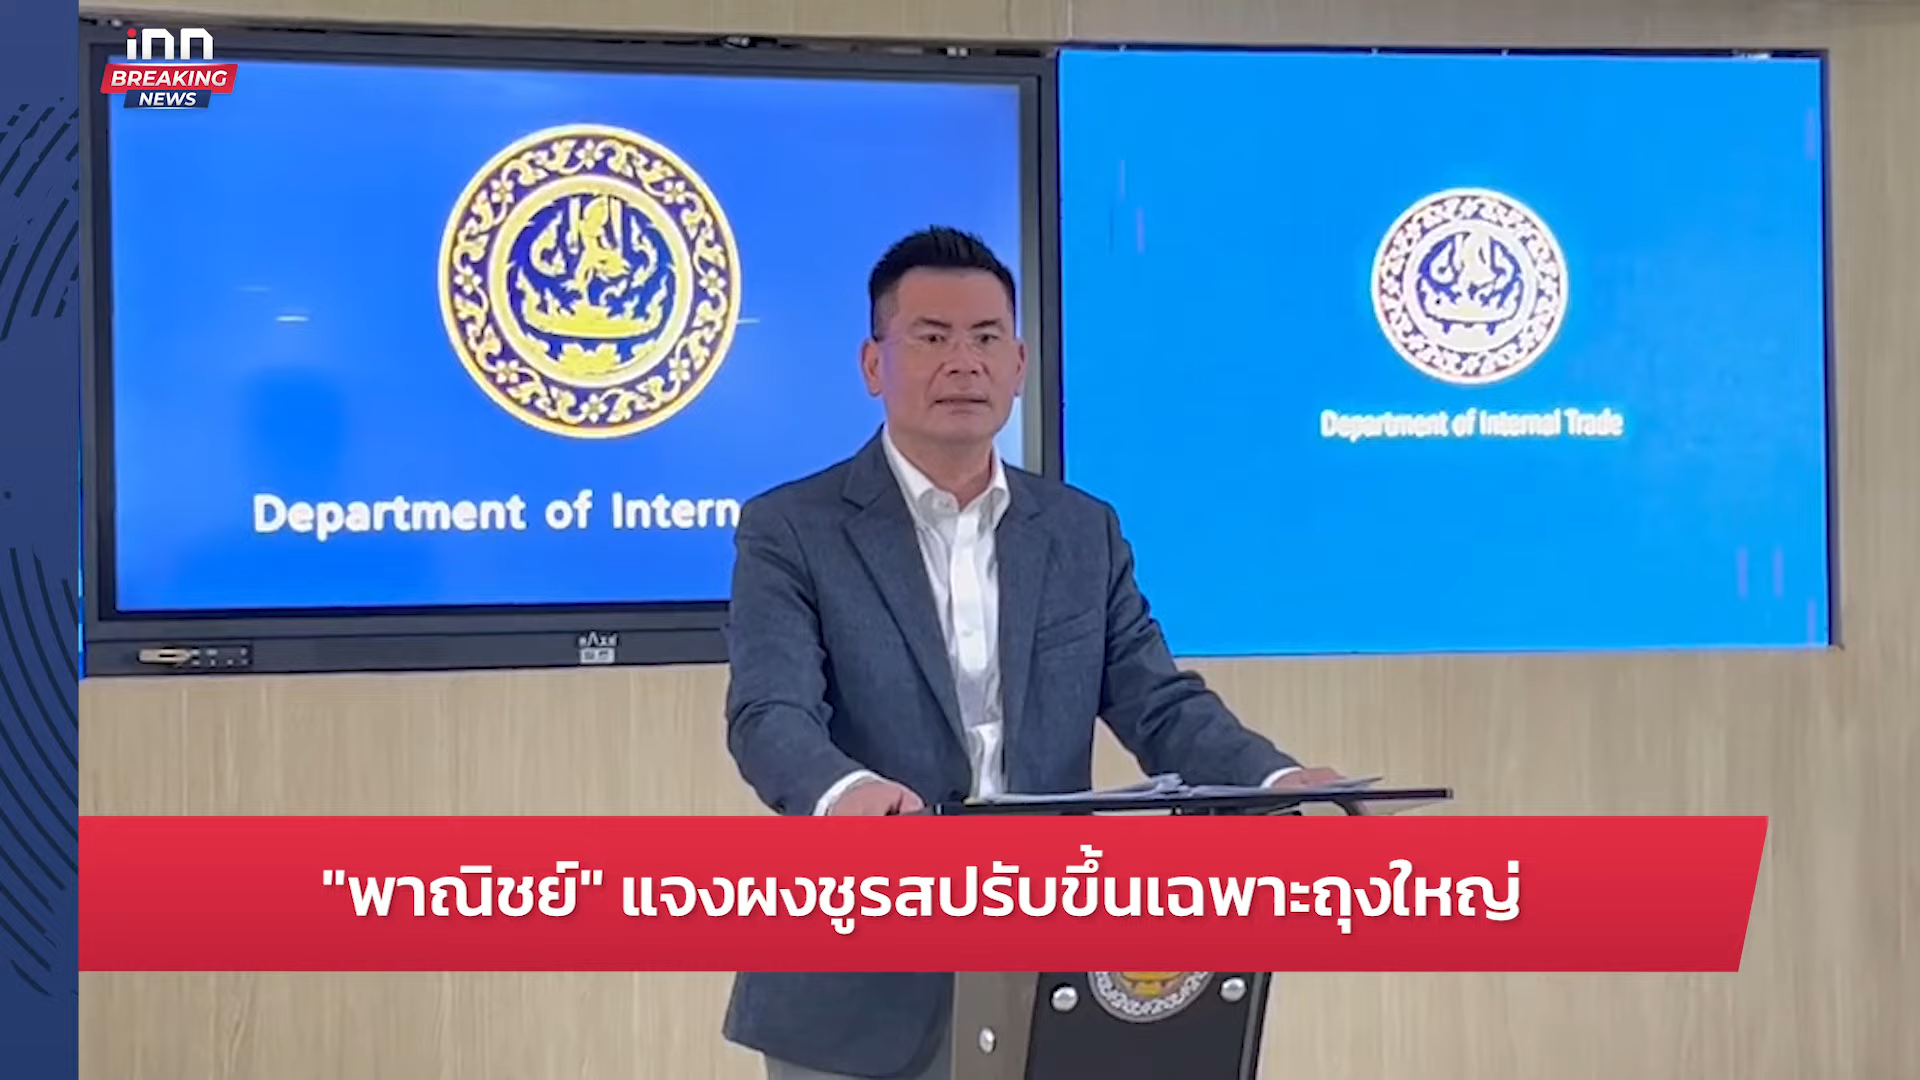 inn
BREAKING
NEWS
Department of Intern
Department of Internal Trade
"พาณิชย์" แจงผงชูรสปรับขึ้นเฉพาะถุงใหญ่